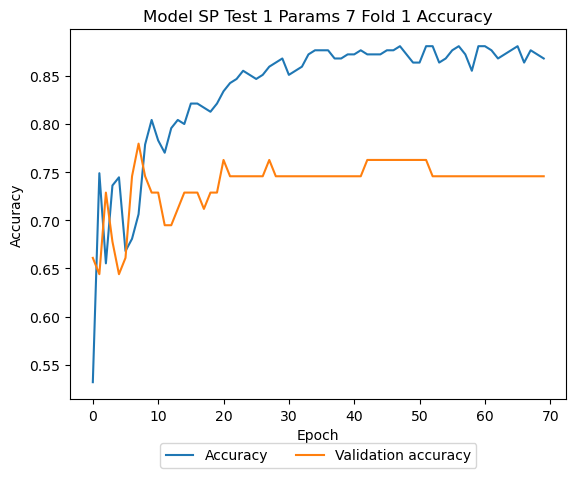 Model SP Test 1 Params 7 Fold 1 Accuracy
Accuracy
0.85
0.80
0.75
0.70
0.65
0.60
0.55
0 10 20 30 40 50 60 70
Epoch
Accuracy Validation accuracy